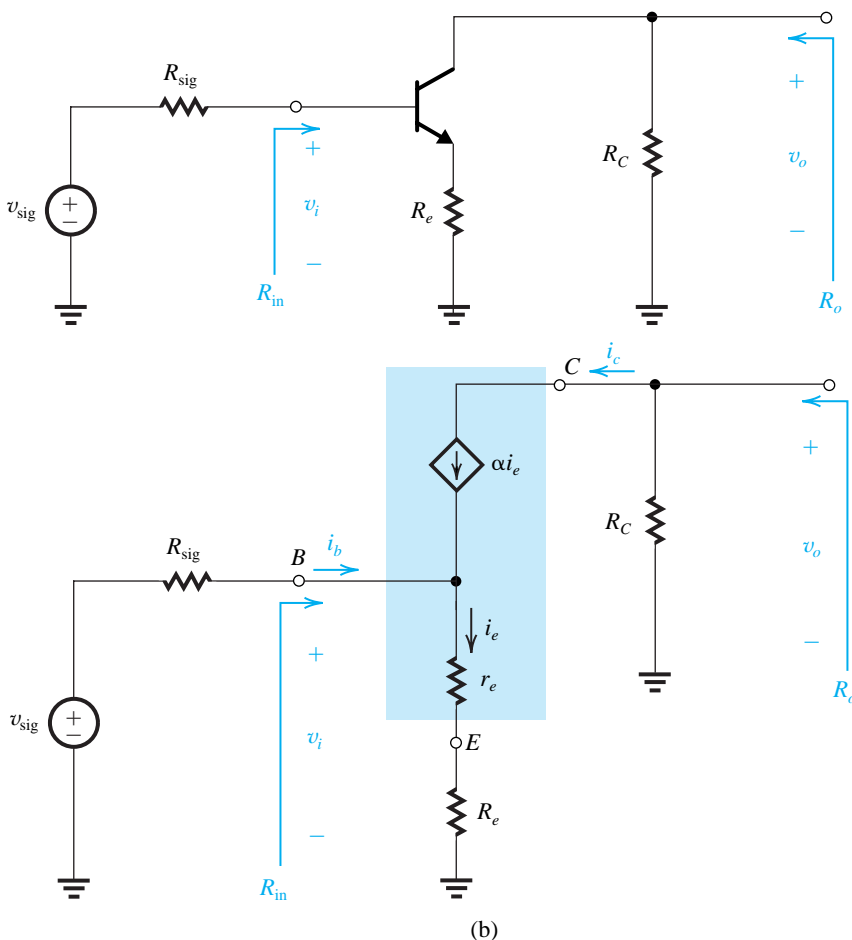 R_sig
+
R_C
v_o
v_sig
+
−
v_i
R_e
−
−
R_in
R_o
i_c
C
+
αi_e
R_C
v_o
R_sig
B
i_b
i_e
+
−
r_e
R_o
v_sig
+
−
v_i
E
R_e
−
R_in
(b)